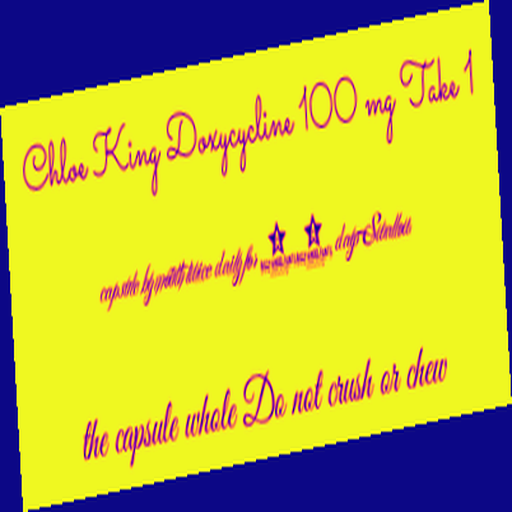 Chloe King Doxycycline 100 mg Take 1
capsule by mouth twice daily for days Swallow
the capsule whole Do not crush or chew